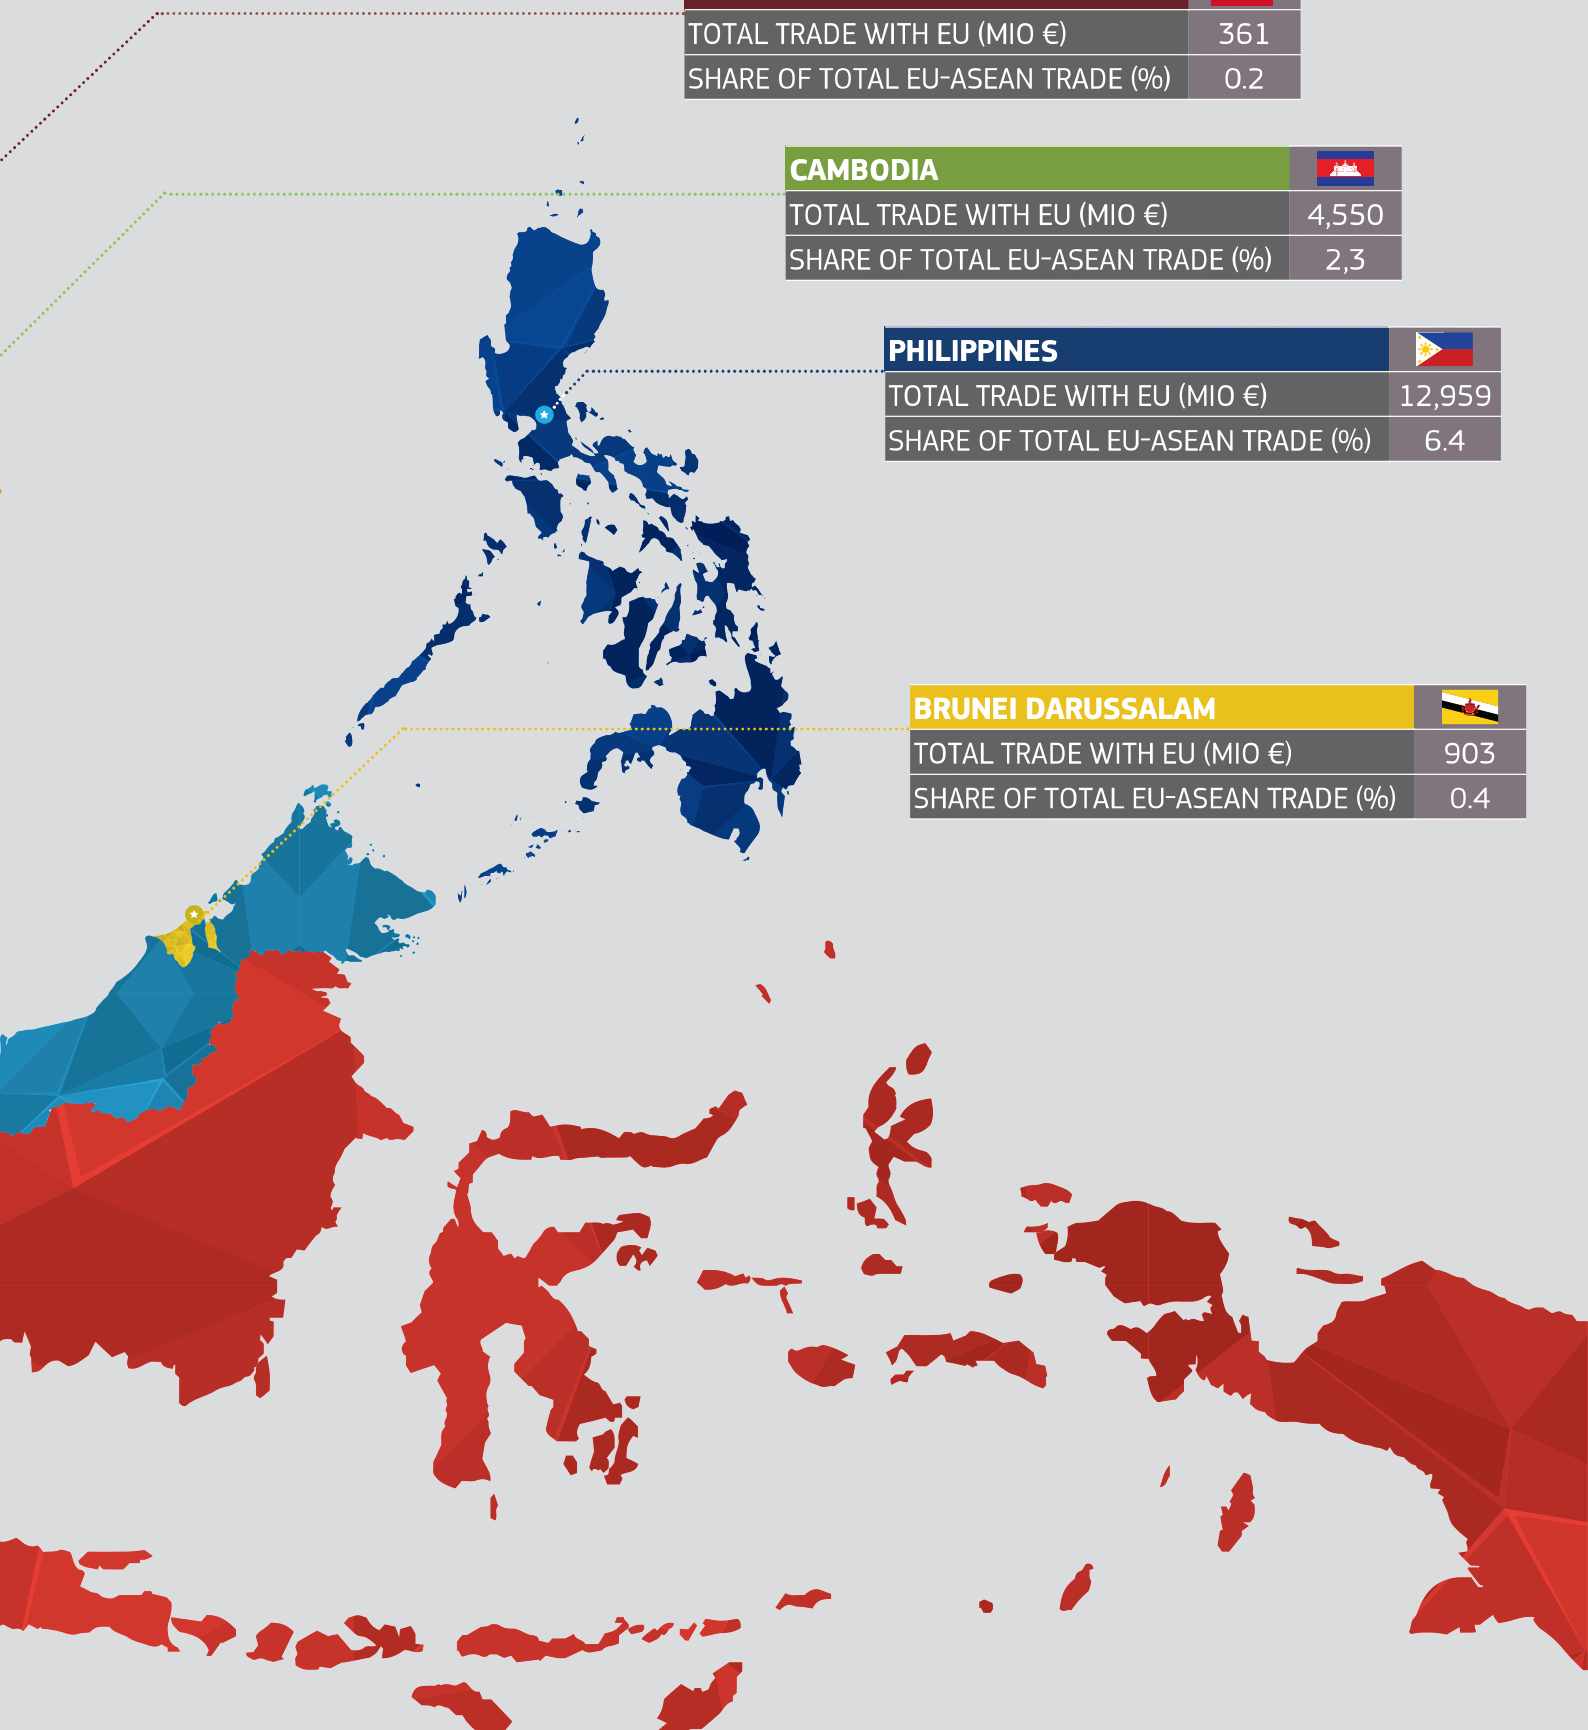 TOTAL TRADE WITH EU (MIO €) 361
SHARE OF TOTAL EU-ASEAN TRADE (%) 0.2
CAMBODIA
TOTAL TRADE WITH EU (MIO €) 4,550
SHARE OF TOTAL EU-ASEAN TRADE (%) 2,3
PHILIPPINES
TOTAL TRADE WITH EU (MIO €) 12,959
SHARE OF TOTAL EU-ASEAN TRADE (%) 6.4
BRUNEI DARUSSALAM
TOTAL TRADE WITH EU (MIO €) 903
SHARE OF TOTAL EU-ASEAN TRADE (%) 0.4